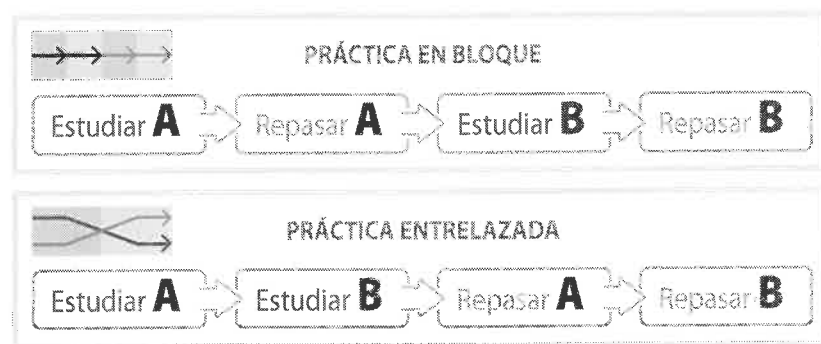 PRÁCTICA EN BLOQUE
Estudiar A Repasar A Estudiar B Repasar B
PRÁCTICA ENTRELAZADA
Estudiar A Estudiar B Repasar A Repasar B